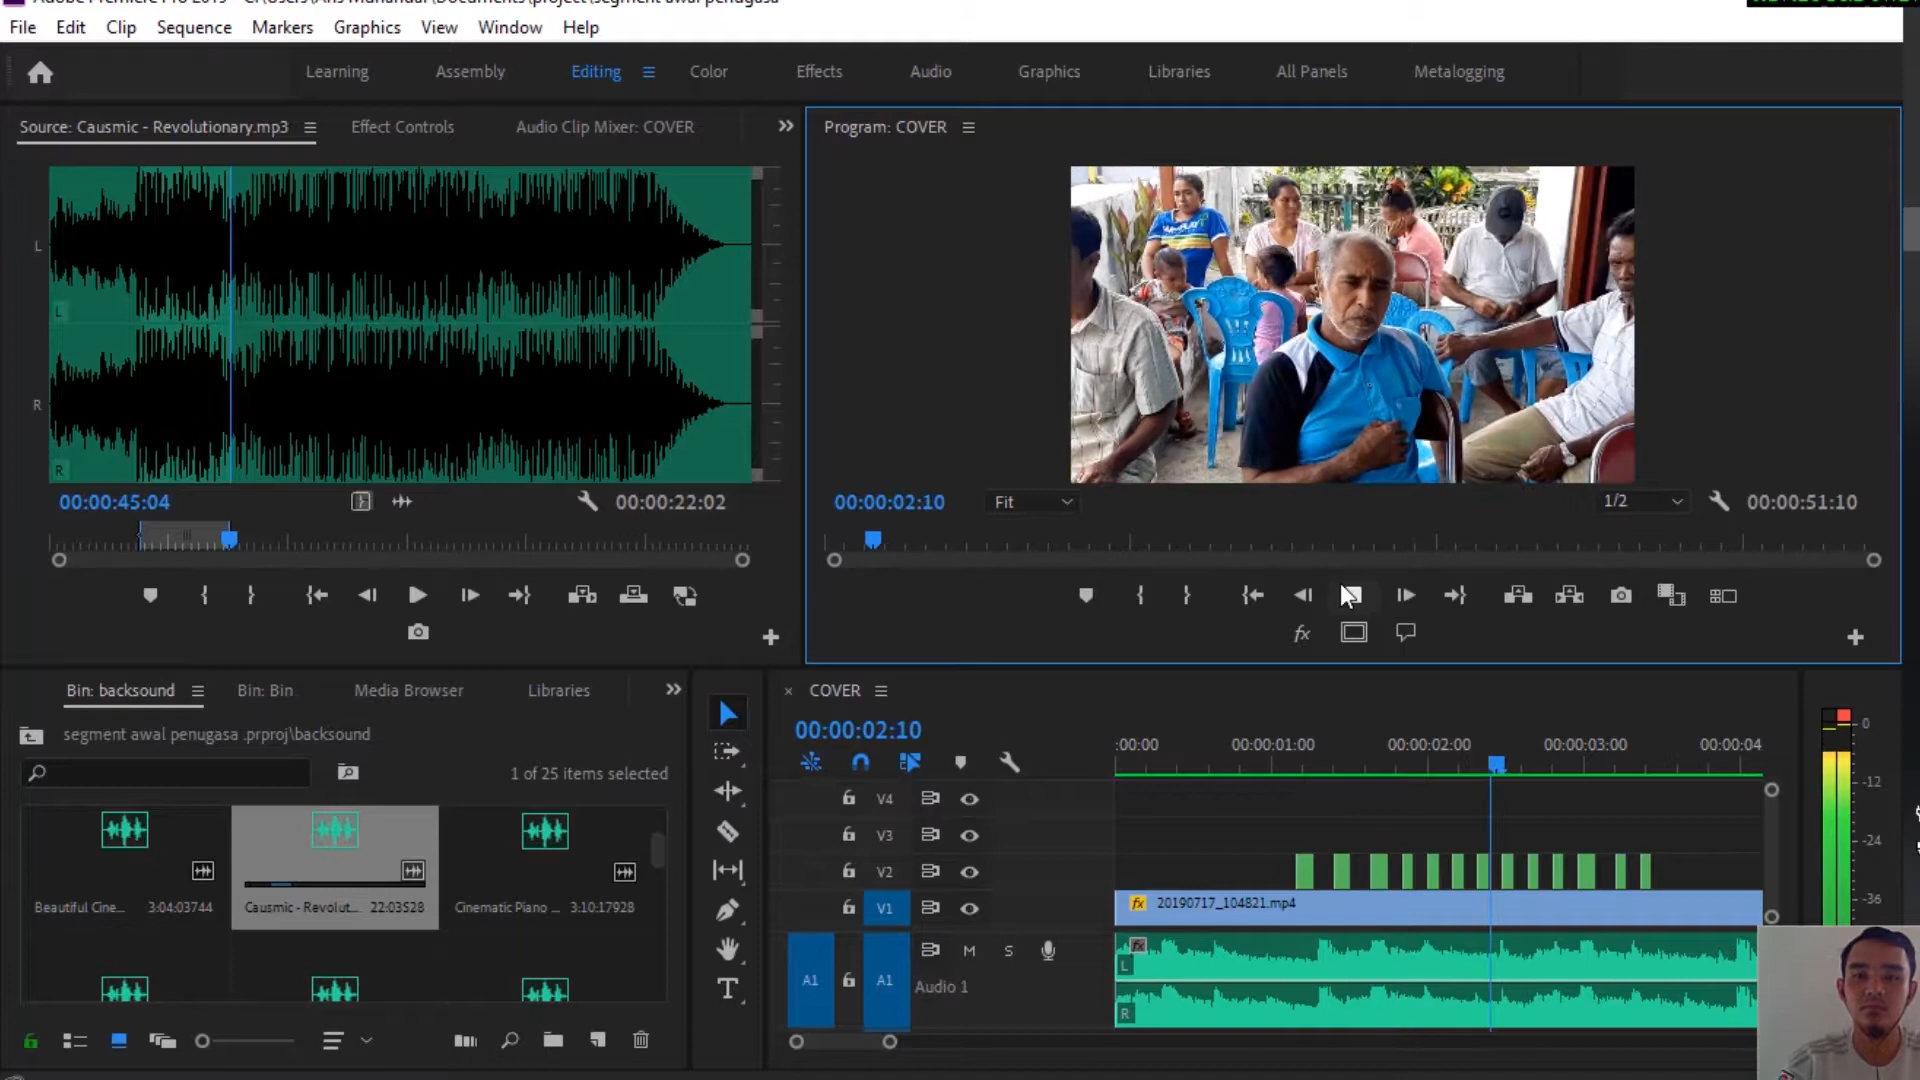 File Edit Clip Sequence Markers Graphics View Window Help
Learning Assembly Editing Color Effects Audio Graphics Libraries All Panels Metalogging
Source: Causmic - Revolutionary.mp3 Effect Controls Audio Clip Mixer: COVER
Program: COVER
L
L
R
R
00:00:45:04 00:00:22:02
00:00:02:10 Fit 1/2 00:00:51:10
fx
Bin: backsound Bin: Bin Media Browser Libraries
segment awal penugasa .prproj\backsound
1 of 25 items selected
Beautiful Cine... 3:04:03744
Causmic - Revolut... 22:03528
Cinematic Piano ... 3:10:17928
COVER
00:00:02:10
:00:00 00:00:01:00 00:00:02:00 00:00:03:00 00:00:04
V4
V3
V2
V1 fx 20190717_104821.mp4
A1 A1 M S
Audio 1
fx
L
R
T
0
-12
-24
-36